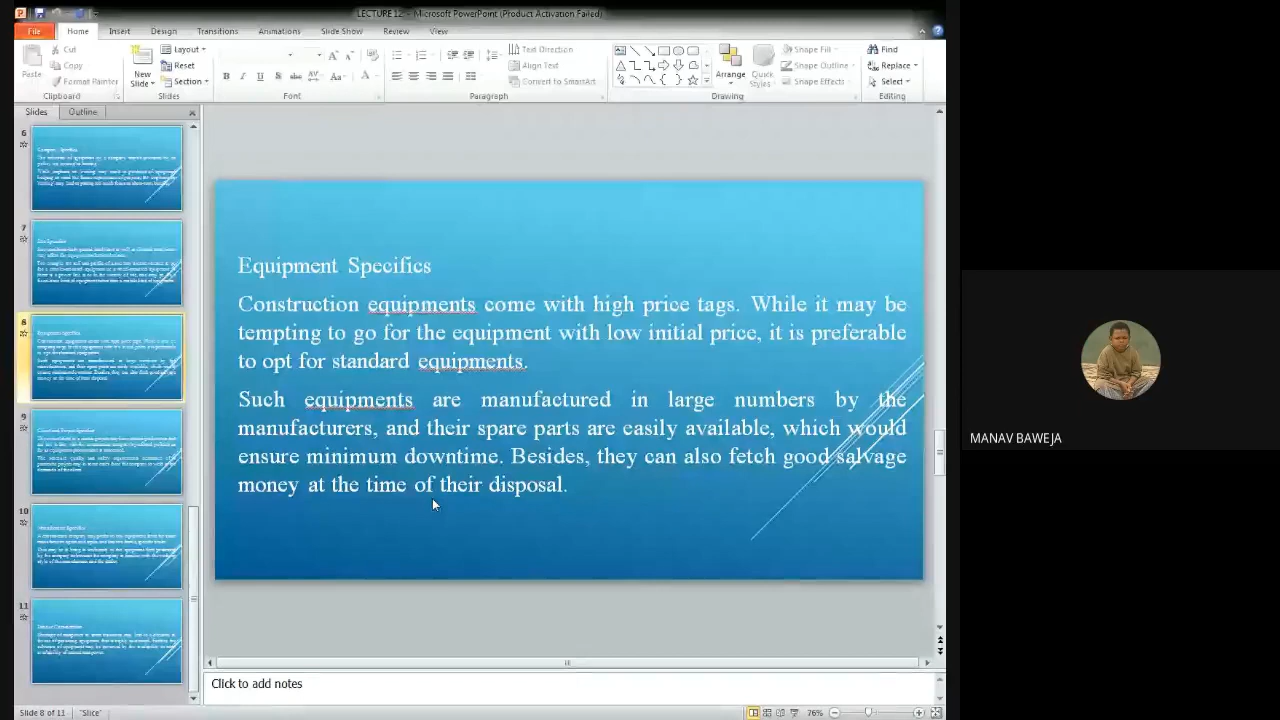 LECTURE 12 - Microsoft PowerPoint (Product Activation Failed)
File Home Insert Design Transitions Animations Slide Show Review View
Cut
Copy
Format Painter
Paste
Clipboard
New
Slide
Layout
Reset
Section
Slides
Font
Text Direction
Align Text
Convert to SmartArt
Paragraph
Arrange
Quick
Styles
Shape Fill
Shape Outline
Shape Effects
Drawing
Find
Replace
Select
Editing
Slides Outline
6
7
8
9
10
11
Equipment Specifics
Construction equipments come with high price tags. While it may be
tempting to go for the equipment with low initial price, it is preferable
to opt for standard equipments.
Such equipments are manufactured in large numbers by the
manufacturers, and their spare parts are easily available, which would
ensure minimum downtime. Besides, they can also fetch good salvage
money at the time of their disposal.
Click to add notes
Slide 8 of 11 "Slice" 76%
MANAV BAWEJA